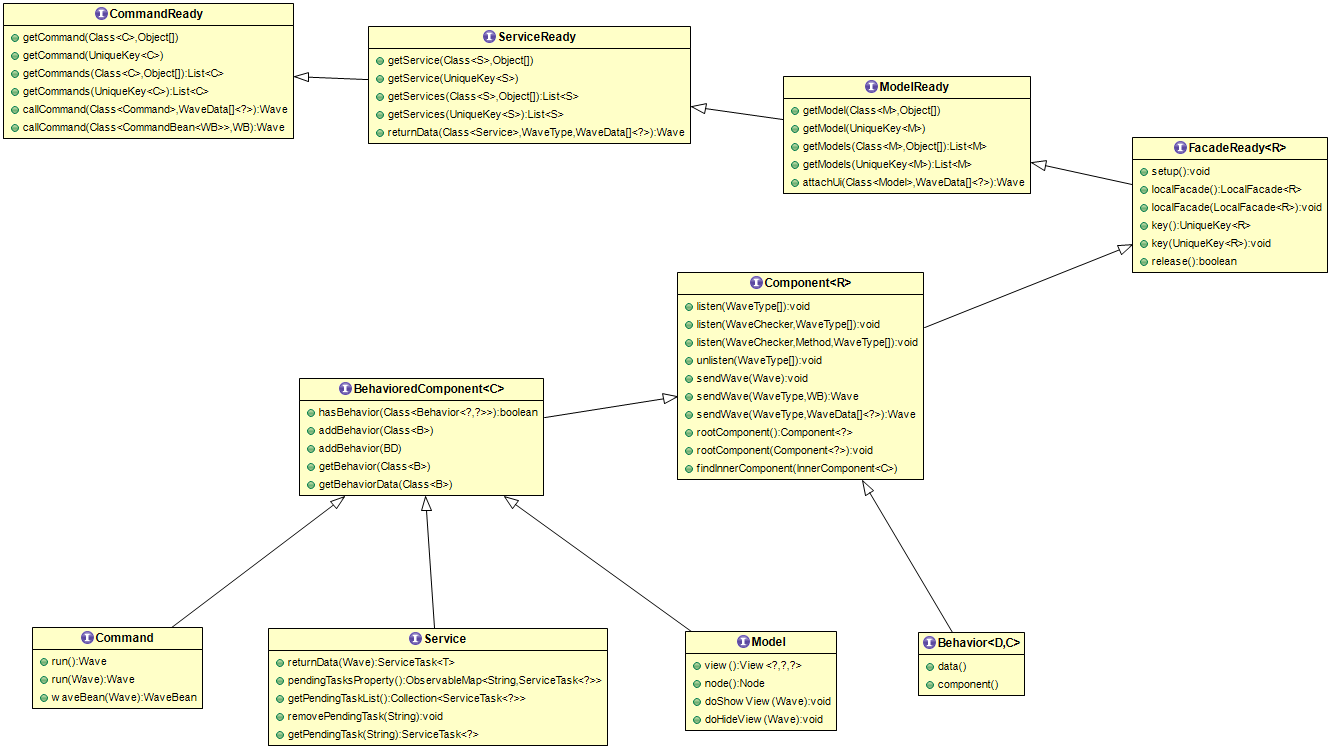 CommandReady
getCommand(Class<C>,Object[])
getCommand(UniqueKey<C>)
getCommands(Class<C>,Object[]):List<C>
getCommands(UniqueKey<C>):List<C>
callCommand(Class<Command>,WaveData[]<?>):Wave
callCommand(Class<CommandBean<WB>>,WB):Wave
ServiceReady
getService(Class<S>,Object[])
getService(UniqueKey<S>)
getServices(Class<S>,Object[]):List<S>
getServices(UniqueKey<S>):List<S>
returnData(Class<Service>,WaveType,WaveData[]<?>):Wave
ModelReady
getModel(Class<M>,Object[])
getModel(UniqueKey<M>)
getModels(Class<M>,Object[]):List<M>
getModels(UniqueKey<M>):List<M>
attachUi(Class<Model>,WaveData[]<?>):Wave
FacadeReady<R>
setup():void
localFacade():LocalFacade<R>
localFacade(LocalFacade<R>):void
key():UniqueKey<R>
key(UniqueKey<R>):void
release():boolean
Component<R>
listen(WaveType[]):void
listen(WaveChecker,WaveType[]):void
listen(WaveChecker,Method,WaveType[]):void
unlisten(WaveType[]):void
sendWave(Wave):void
sendWave(WaveType,WB):Wave
sendWave(WaveType,WaveData[]<?>):Wave
rootComponent():Component<?>
rootComponent(Component<?>):void
findInnerComponent(InnerComponent<C>)
BehavioredComponent<C>
hasBehavior(Class<Behavior<?,?>>):boolean
addBehavior(Class<B>)
addBehavior(BD)
getBehavior(Class<B>)
getBehaviorData(Class<B>)
Command
run():Wave
run(Wave):Wave
waveBean(Wave):WaveBean
Service
returnData(Wave):ServiceTask<T>
pendingTasksProperty():ObservableMap<String,ServiceTask<?>>
getPendingTaskList():Collection<ServiceTask<?>>
removePendingTask(String):void
getPendingTask(String):ServiceTask<?>
Model
view():View<?,?,?>
node():Node
doShowView(Wave):void
doHideView(Wave):void
Behavior<D,C>
data()
component()